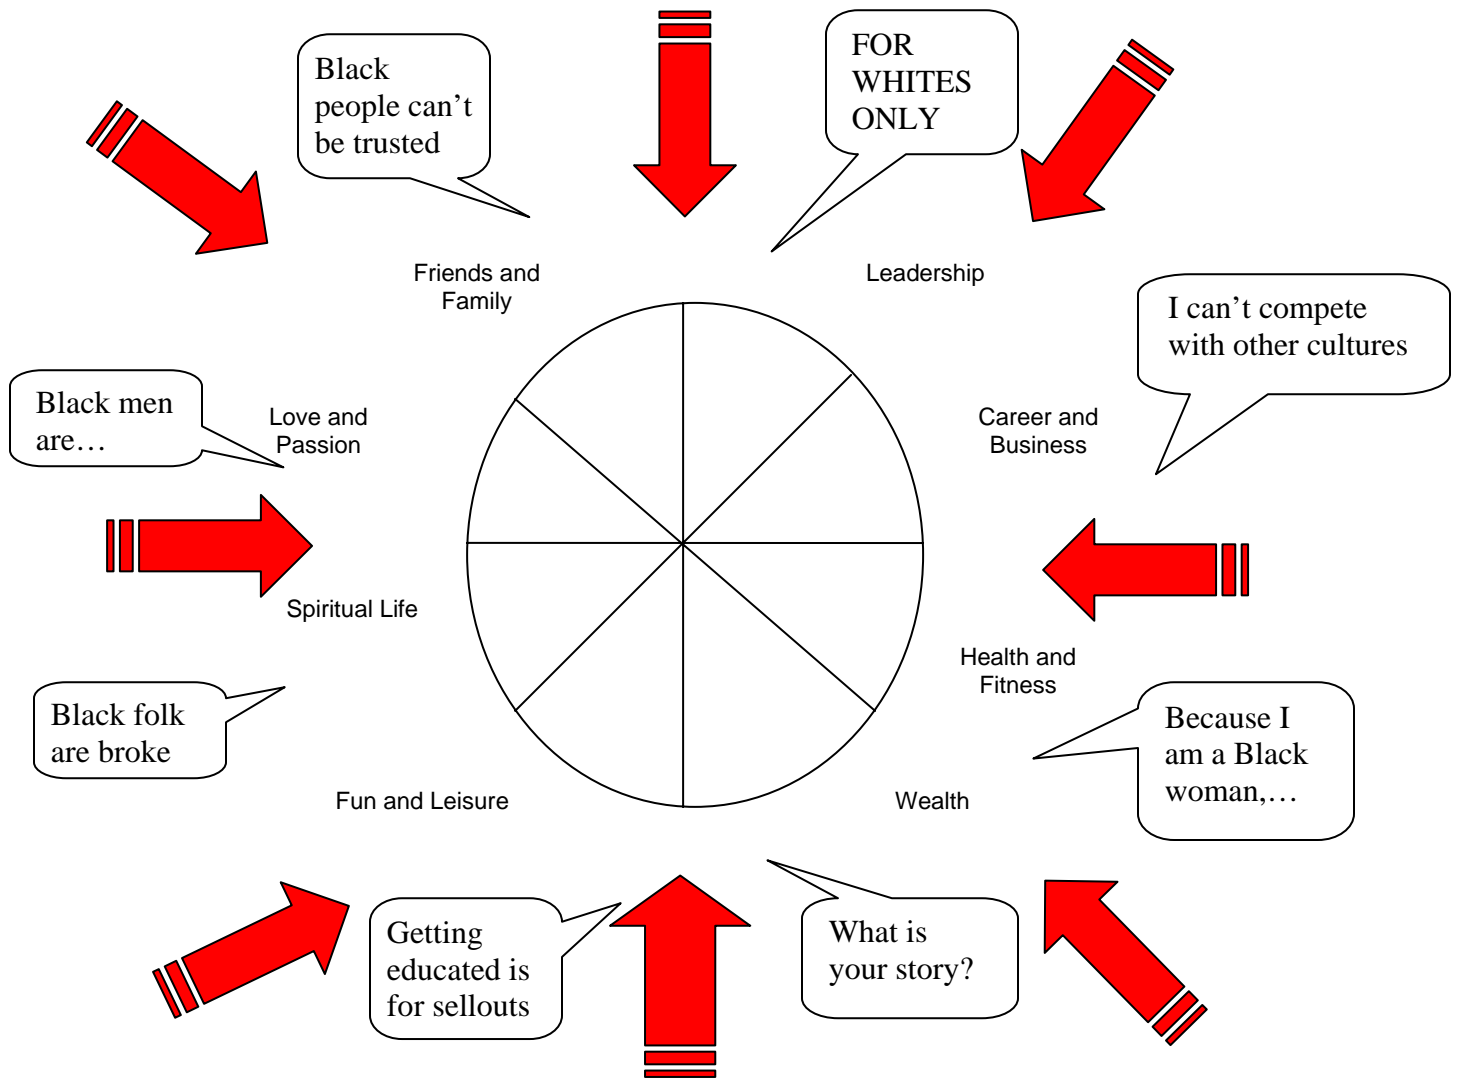 Black
people can’t
be trusted
FOR
WHITES
ONLY
Friends and
Family
Leadership
I can’t compete
with other cultures
Black men
are…
Love and
Passion
Career and
Business
Spiritual Life
Health and
Fitness
Black folk
are broke
Because I
am a Black
woman,…
Fun and Leisure
Wealth
Getting
educated is
for sellouts
What is
your story?